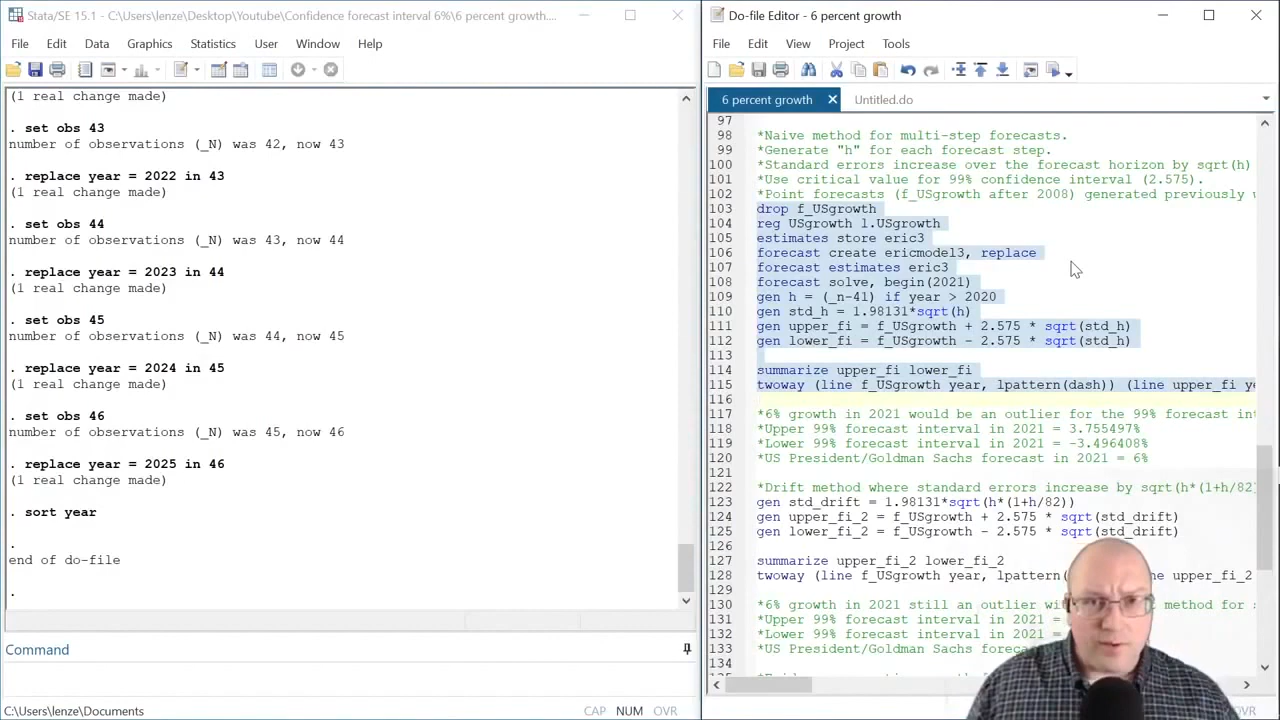 Stata/SE 15.1 - C:\Users\lenze\Desktop\Youtube\Confidence forecast interval 6%\6 percent growth....
File Edit Data Graphics Statistics User Window Help
(1 real change made)
. set obs 43
number of observations (_N) was 42, now 43
. replace year = 2022 in 43
(1 real change made)
. set obs 44
number of observations (_N) was 43, now 44
. replace year = 2023 in 44
(1 real change made)
. set obs 45
number of observations (_N) was 44, now 45
. replace year = 2024 in 45
(1 real change made)
. set obs 46
number of observations (_N) was 45, now 46
. replace year = 2025 in 46
(1 real change made)
. sort year
.
end of do-file
.
Command
C:\Users\lenze\Documents
CAP NUM OVR
Do-file Editor - 6 percent growth
File Edit View Project Tools
6 percent growth Untitled.do
97
98 *Naive method for multi-step forecasts.
99 *Generate "h" for each forecast step.
100 *Standard errors increase over the forecast horizon by sqrt(h)
101 *Use critical value for 99% confidence interval (2.575).
102 *Point forecasts (f_USgrowth after 2008) generated previously w
103 drop f_USgrowth
104 reg USgrowth l.USgrowth
105 estimates store eric3
106 forecast create ericmodel3, replace
107 forecast estimates eric3
108 forecast solve, begin(2021)
109 gen h = (_n-41) if year > 2020
110 gen std_h = 1.98131*sqrt(h)
111 gen upper_fi = f_USgrowth + 2.575 * sqrt(std_h)
112 gen lower_fi = f_USgrowth - 2.575 * sqrt(std_h)
113
114 summarize upper_fi lower_fi
115 twoway (line f_USgrowth year, lpattern(dash)) (line upper_fi ye
116
117 *6% growth in 2021 would be an outlier for the 99% forecast int
118 *Upper 99% forecast interval in 2021 = 3.755497%
119 *Lower 99% forecast interval in 2021 = -3.496408%
120 *US President/Goldman Sachs forecast in 2021 = 6%
121
122 *Drift method where standard errors increase by sqrt(h*(1+h/82)
123 gen std_drift = 1.98131*sqrt(h*(1+h/82))
124 gen upper_fi_2 = f_USgrowth + 2.575 * sqrt(std_drift)
125 gen lower_fi_2 = f_USgrowth - 2.575 * sqrt(std_drift)
126
127 summarize upper_fi_2 lower_fi_2
128 twoway (line f_USgrowth year, lpattern( ne upper_fi_2
129
130 *6% growth in 2021 still an outlier wi method for
131 *Upper 99% forecast interval in 2021 =
132 *Lower 99% forecast interval in 2021 =
133 *US President/Goldman Sachs foreca
134
OVR